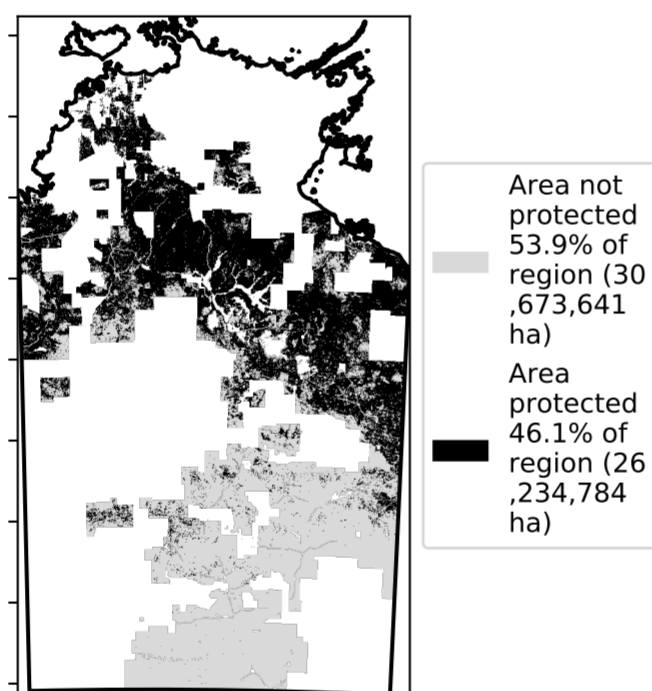 Area not
protected
53.9% of
region (30
,673,641
ha)
Area
protected
46.1% of
region (26
,234,784
ha)